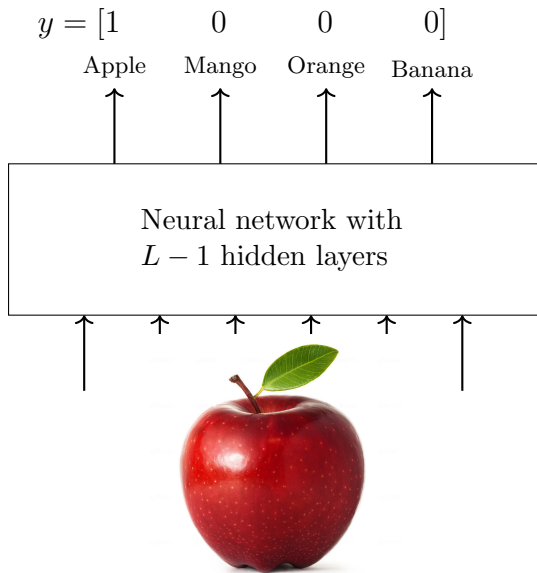 y = [1 0 0 0]
Apple Mango Orange Banana
Neural network with
L − 1 hidden layers